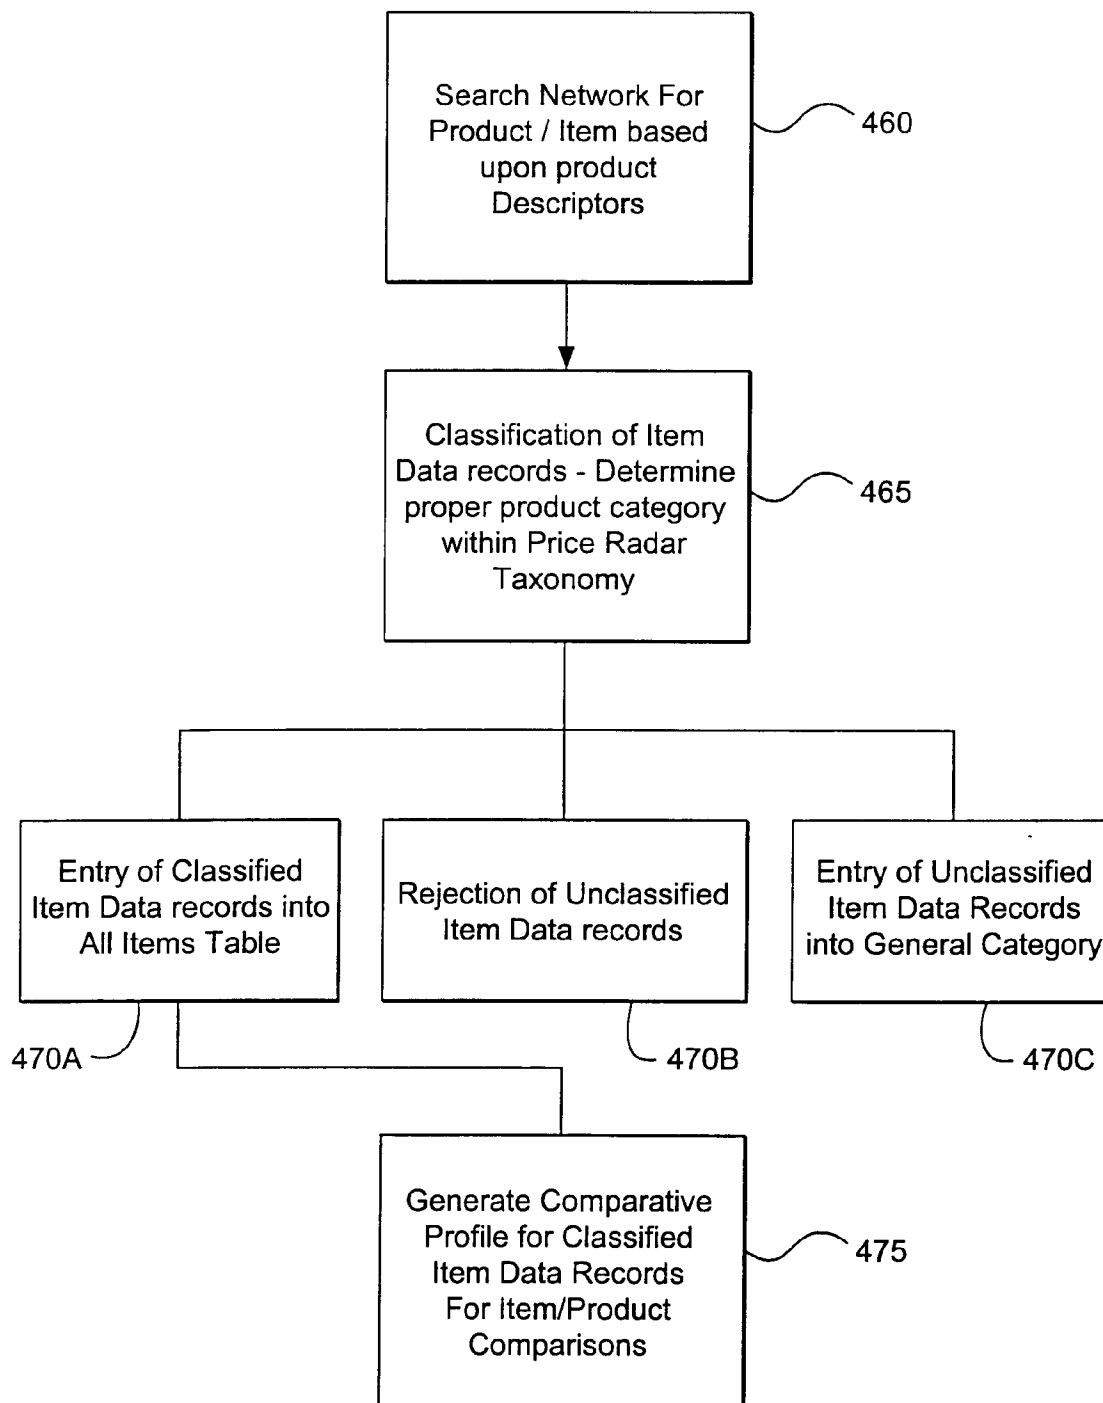 Search Network For
Product / Item based
upon product
Descriptors
460
Classification of Item
Data records - Determine
proper product category
within Price Radar
Taxonomy
465
Entry of Classified
Item Data records into
All Items Table
470A
Rejection of Unclassified
Item Data records
470B
Entry of Unclassified
Item Data Records
into General Category
470C
Generate Comparative
Profile for Classified
Item Data Records
For Item/Product
Comparisons
475